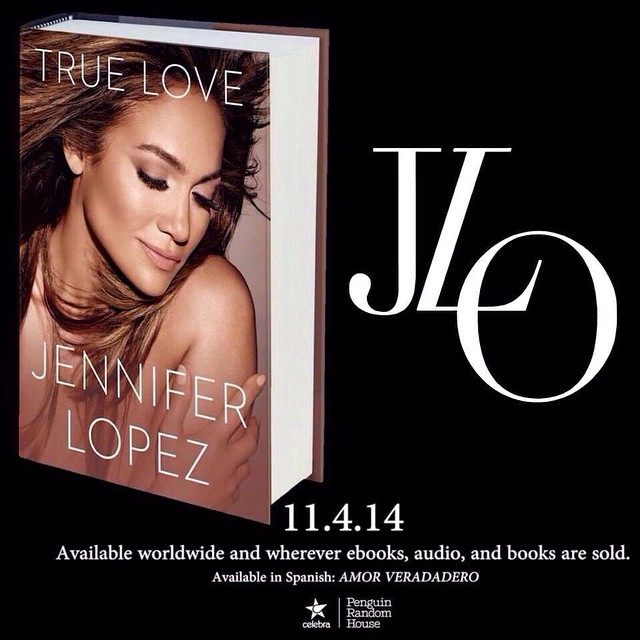 TRUE LOVE
JENNIFER
LOPEZ
JLO
11.4.14
Available worldwide and wherever ebooks, audio, and books are sold.
Available in Spanish: AMOR VERADADERO
celebra
Penguin
Random
House